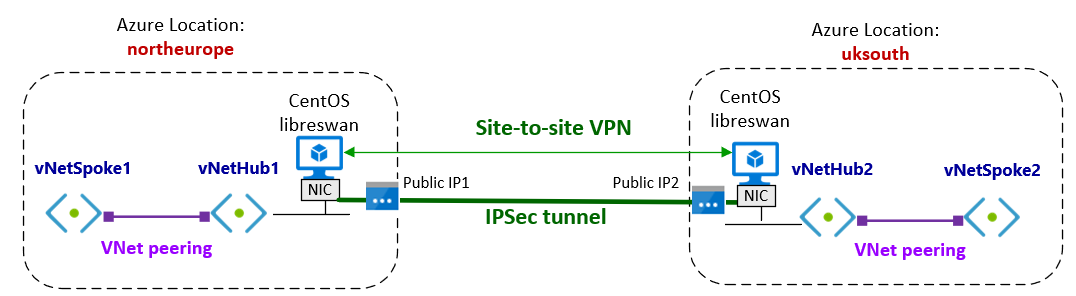 Azure Location:
northeurope
Azure Location:
uksouth
CentOS
libreswan
CentOS
libreswan
Site-to-site VPN
vNetSpoke1
vNetHub1
vNetHub2
vNetSpoke2
NIC
Public IP1
Public IP2
NIC
IPSec tunnel
VNet peering
VNet peering